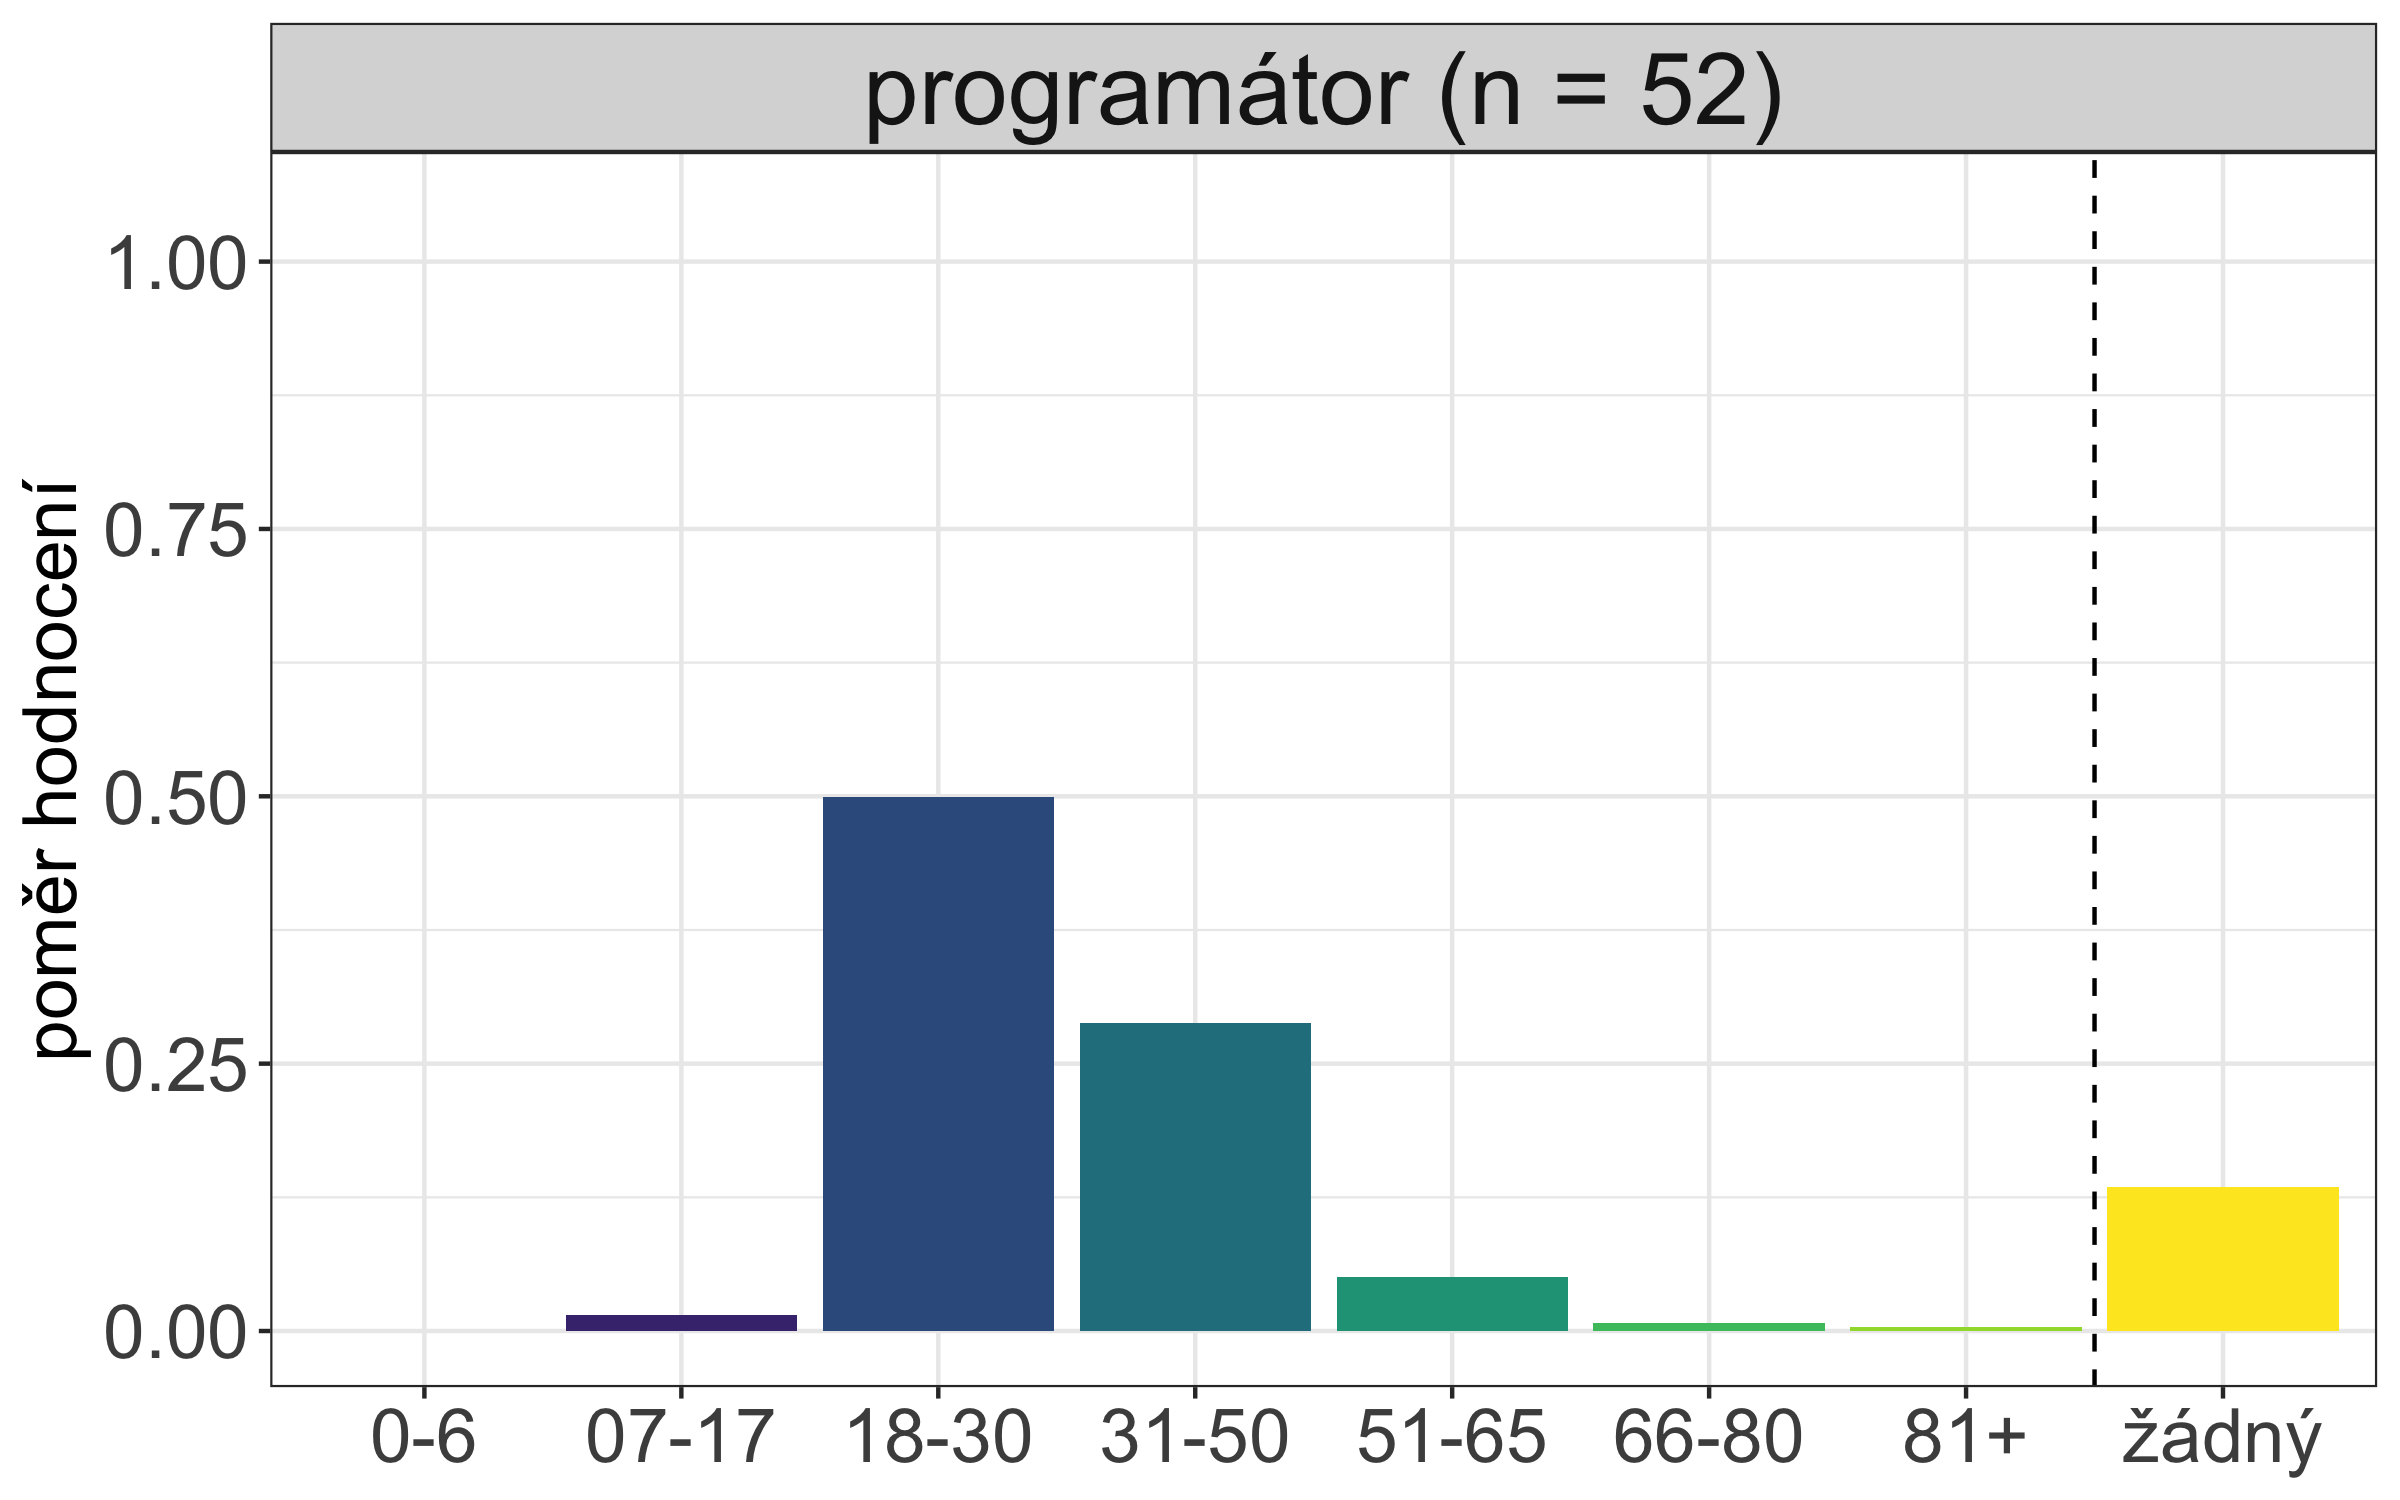 programátor (n = 52)
poměr hodnocení
1.00
0.75
0.50
0.25
0.00
0-6 07-17 18-30 31-50 51-65 66-80 81+ žádný